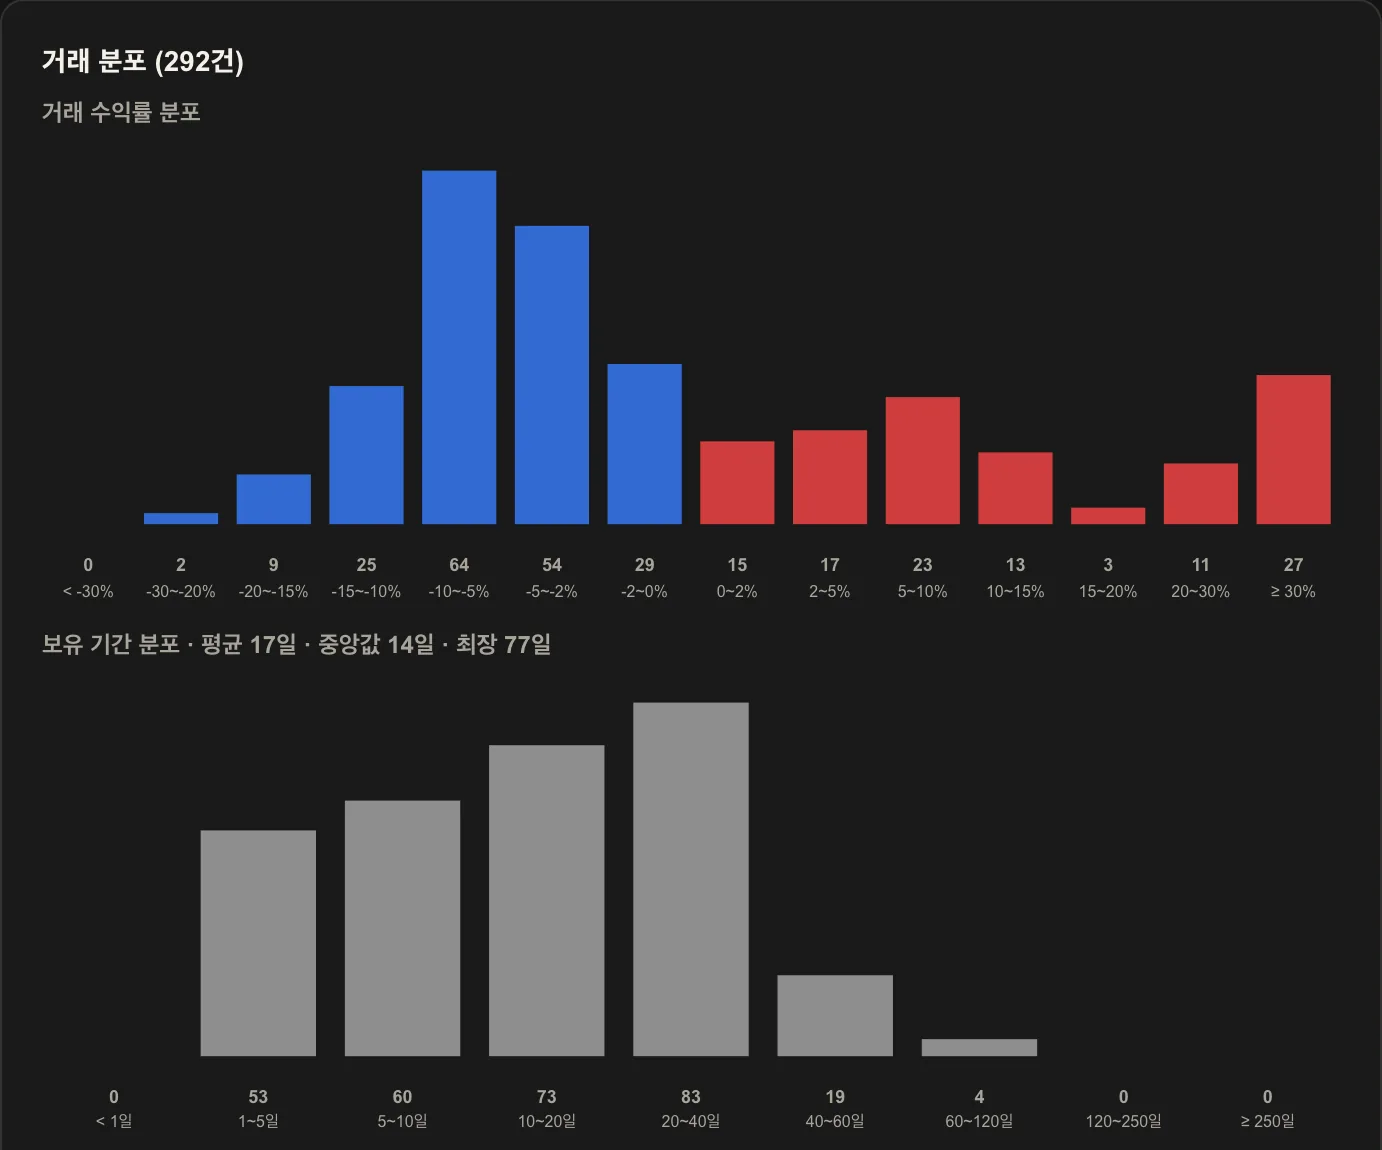 거래 분포 (292건)
거래 수익률 분포
0 2 9 25 64 54 29 15 17 23 13 3 11 27
< -30% -30~-20% -20~-15% -15~-10% -10~-5% -5~-2% -2~0% 0~2% 2~5% 5~10% 10~15% 15~20% 20~30% ≥ 30%
보유 기간 분포 · 평균 17일 · 중앙값 14일 · 최장 77일
0 53 60 73 83 19 4 0 0
< 1일 1~5일 5~10일 10~20일 20~40일 40~60일 60~120일 120~250일 ≥ 250일